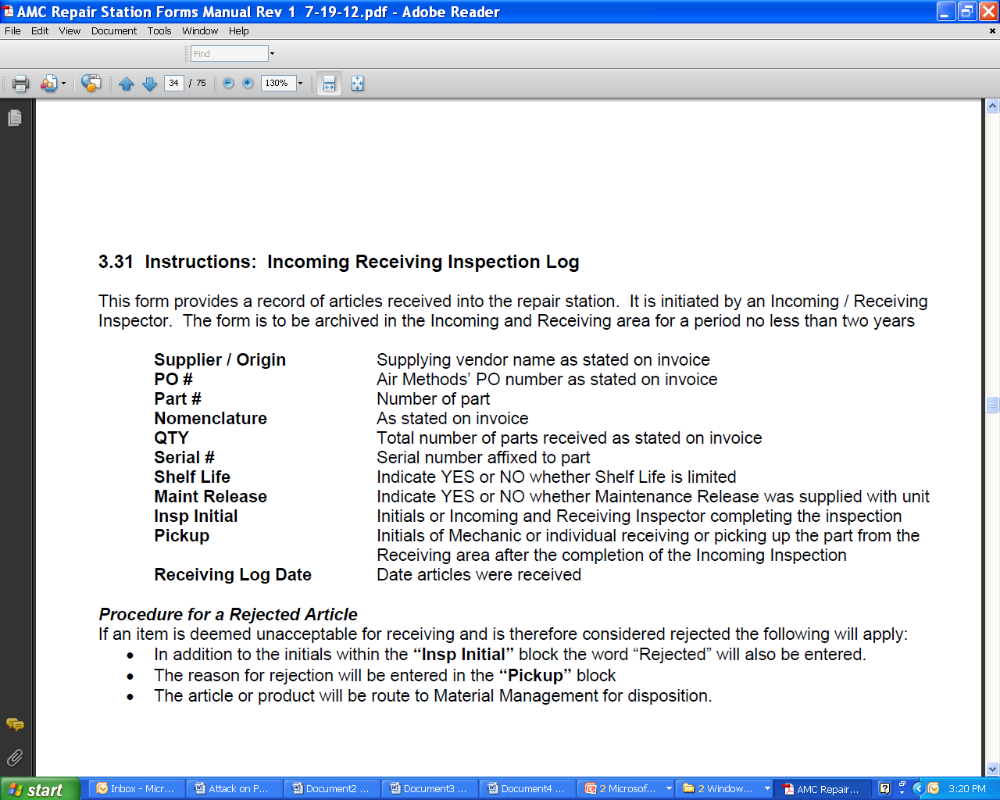 AMC Repair Station Forms Manual Rev 1  7-19-12.pdf - Adobe Reader
File Edit View Document Tools Window Help
Find
34 / 75 130%
3.31  Instructions:  Incoming Receiving Inspection Log
This form provides a record of articles received into the repair station.  It is initiated by an Incoming / Receiving
Inspector.  The form is to be archived in the Incoming and Receiving area for a period no less than two years
Supplier / Origin Supplying vendor name as stated on invoice
PO # Air Methods' PO number as stated on invoice
Part # Number of part
Nomenclature As stated on invoice
QTY Total number of parts received as stated on invoice
Serial # Serial number affixed to part
Shelf Life Indicate YES or NO whether Shelf Life is limited
Maint Release Indicate YES or NO whether Maintenance Release was supplied with unit
Insp Initial Initials or Incoming and Receiving Inspector completing the inspection
Pickup Initials of Mechanic or individual receiving or picking up the part from the
Receiving area after the completion of the Incoming Inspection
Receiving Log Date Date articles were received
Procedure for a Rejected Article
If an item is deemed unacceptable for receiving and is therefore considered rejected the following will apply:
• In addition to the initials within the “Insp Initial” block the word “Rejected” will also be entered.
• The reason for rejection will be entered in the “Pickup” block
• The article or product will be route to Material Management for disposition.
start Inbox - Micr... Attack on P... Document2 ... Document3 ... Document4 ... 2 Microsof... 2 Window... AMC Repair... 3:20 PM